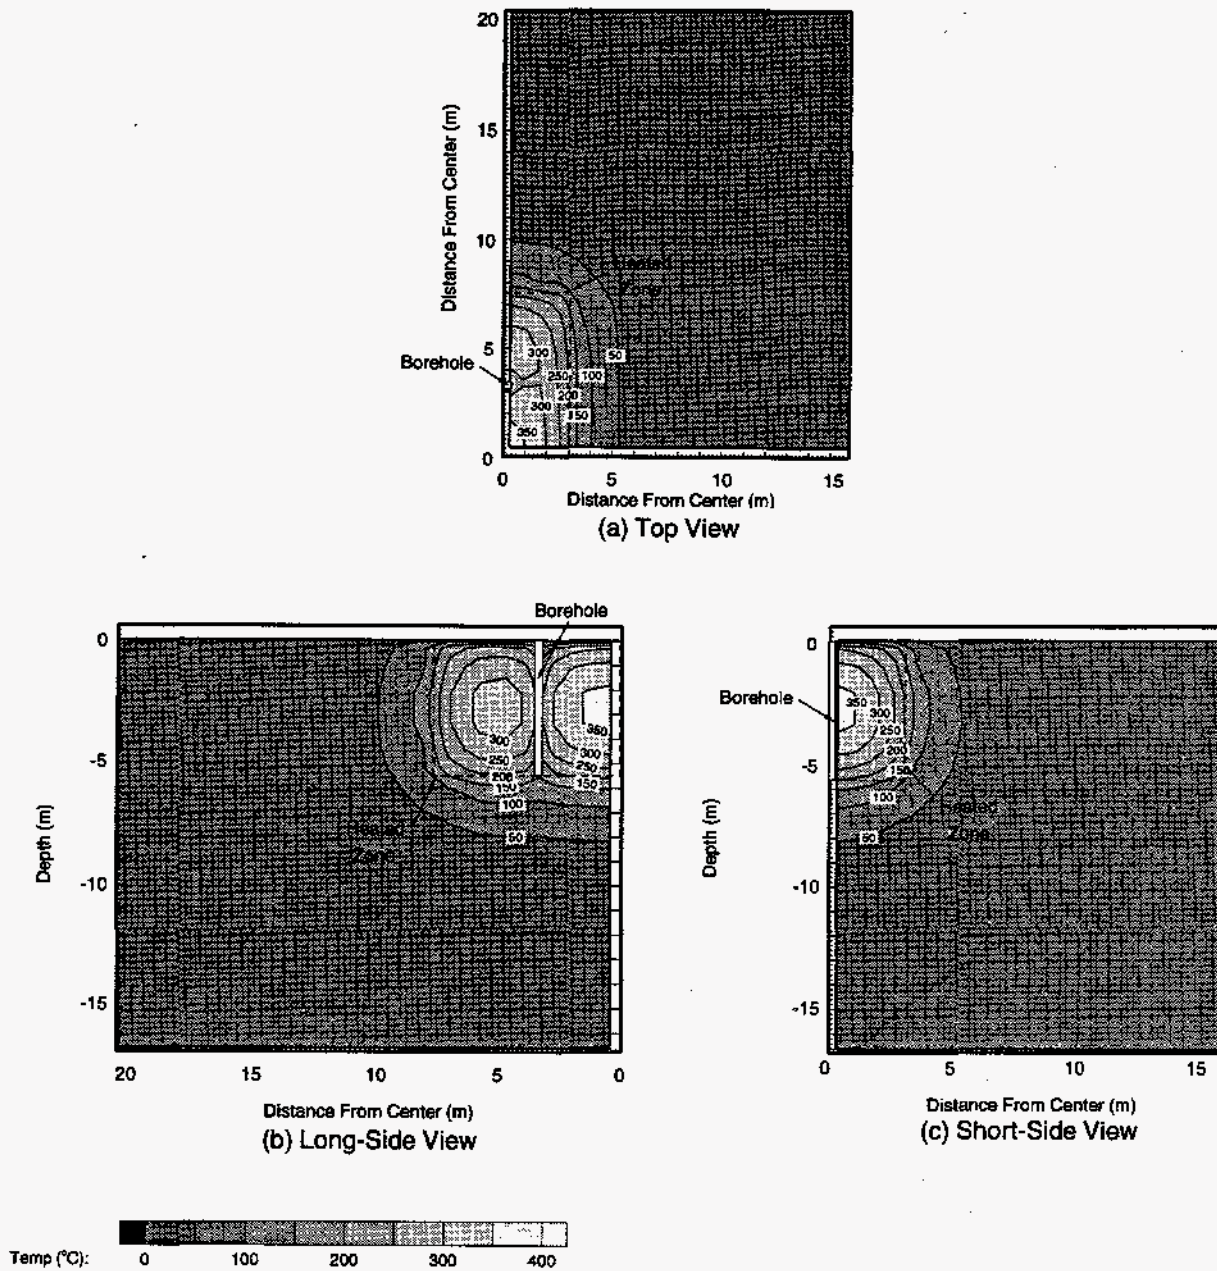 20
15
10
5
0
Distance From Center (m)
Heated
Zone
Borehole
300
50
250
100
200
300
150
350
0
5
10
15
Distance From Center (m)
(a) Top View
Borehole
0
-5
-10
-15
Depth (m)
350
300
300
250
250
200
150
150
100
50
Heated
Zone
20
15
10
5
0
Distance From Center (m)
(b) Long-Side View
Borehole
0
-5
-10
-15
Depth (m)
350
300
250
200
150
100
50
Heated
Zone
0
5
10
15
Distance From Center (m)
(c) Short-Side View
Temp (°C):
0
100
200
300
400